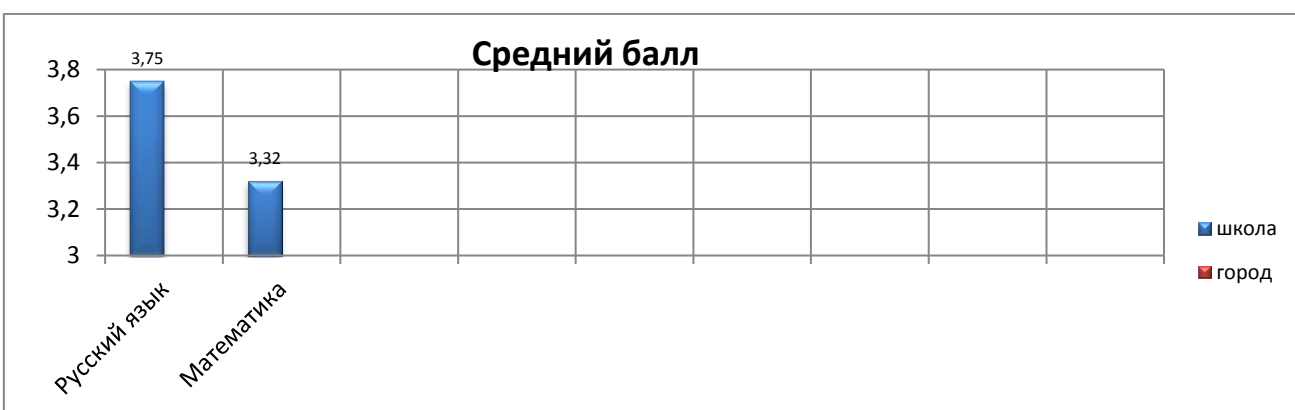 Средний балл
3,8
3,6
3,4
3,2
3
3,75
3,32
Русский язык
Математика
школа
город